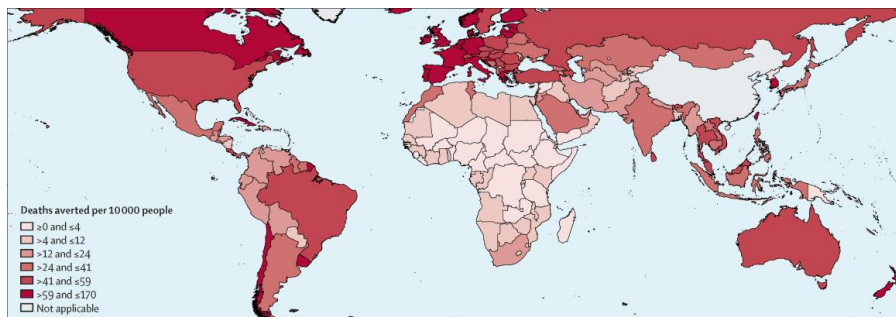 Deaths averted per 10 000 people
≥0 and ≤4
>4 and ≤12
>12 and ≤24
>24 and ≤41
>41 and ≤59
>59 and ≤170
Not applicable